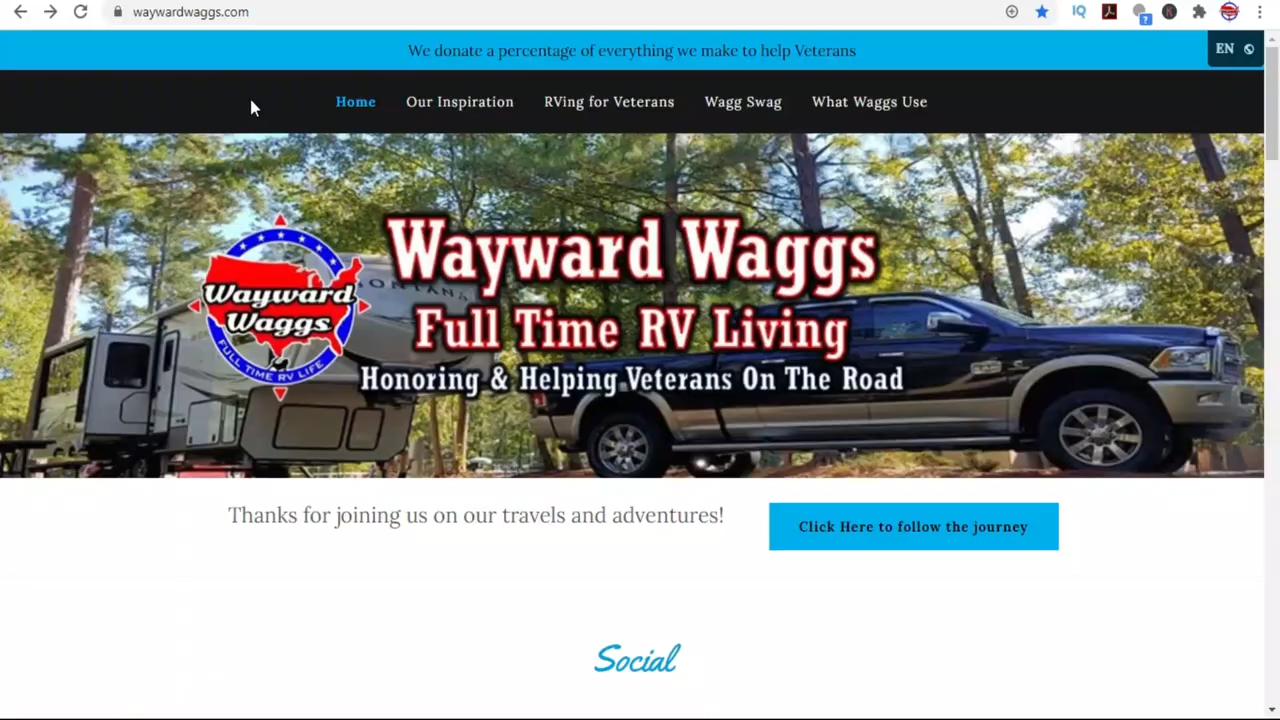 waywardwaggs.com
We donate a percentage of everything we make to help Veterans
EN
Home Our Inspiration RVing for Veterans Wagg Swag What Waggs Use
Wayward Waggs
Full Time RV Living
Honoring & Helping Veterans On The Road
Wayward
Waggs
FULL TIME RV LIFE
Thanks for joining us on our travels and adventures!
Click Here to follow the journey
Social